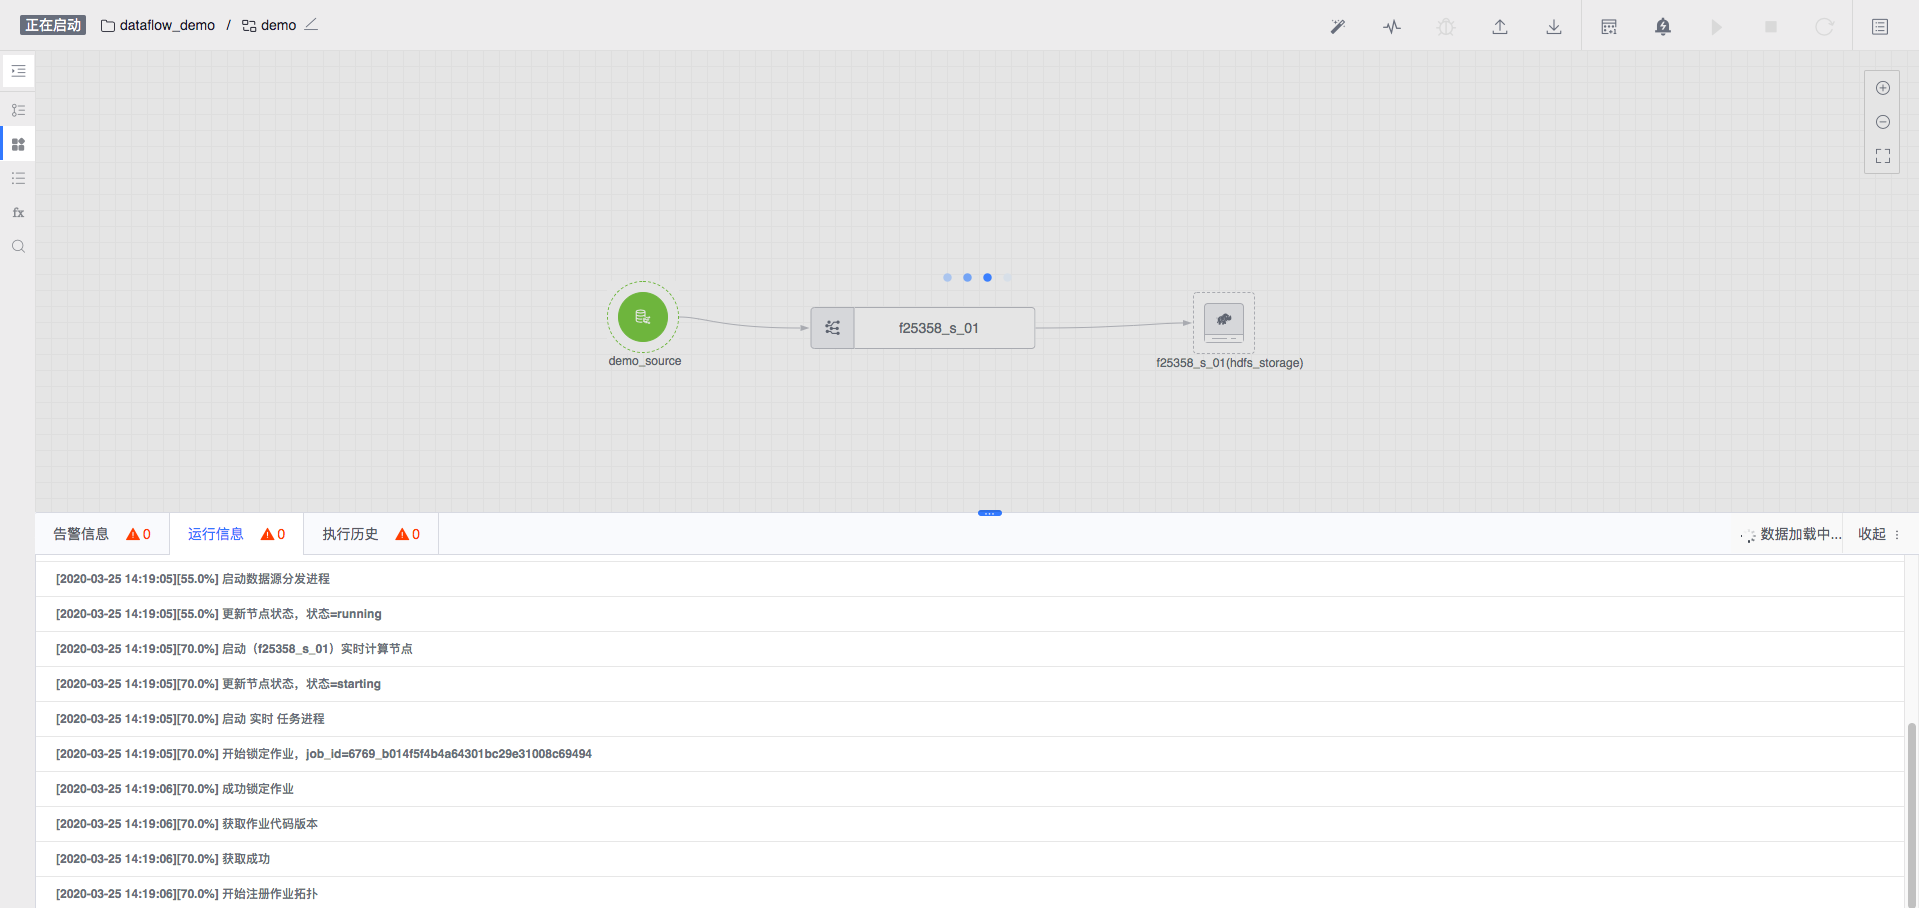 正在启动 dataflow_demo / demo
fx
demo_source
f25358_s_01
f25358_s_01(hdfs_storage)
告警信息 0 运行信息 0 执行历史 0 数据加载中... 收起
[2020-03-25 14:19:05][55.0%] 启动数据源分发进程
[2020-03-25 14:19:05][55.0%] 更新节点状态，状态=running
[2020-03-25 14:19:05][70.0%] 启动（f25358_s_01）实时计算节点
[2020-03-25 14:19:05][70.0%] 更新节点状态，状态=starting
[2020-03-25 14:19:05][70.0%] 启动 实时 任务进程
[2020-03-25 14:19:05][70.0%] 开始锁定作业，job_id=6769_b014f5f4b4a64301bc29e31008c69494
[2020-03-25 14:19:06][70.0%] 成功锁定作业
[2020-03-25 14:19:06][70.0%] 获取作业代码版本
[2020-03-25 14:19:06][70.0%] 获取成功
[2020-03-25 14:19:06][70.0%] 开始注册作业拓扑